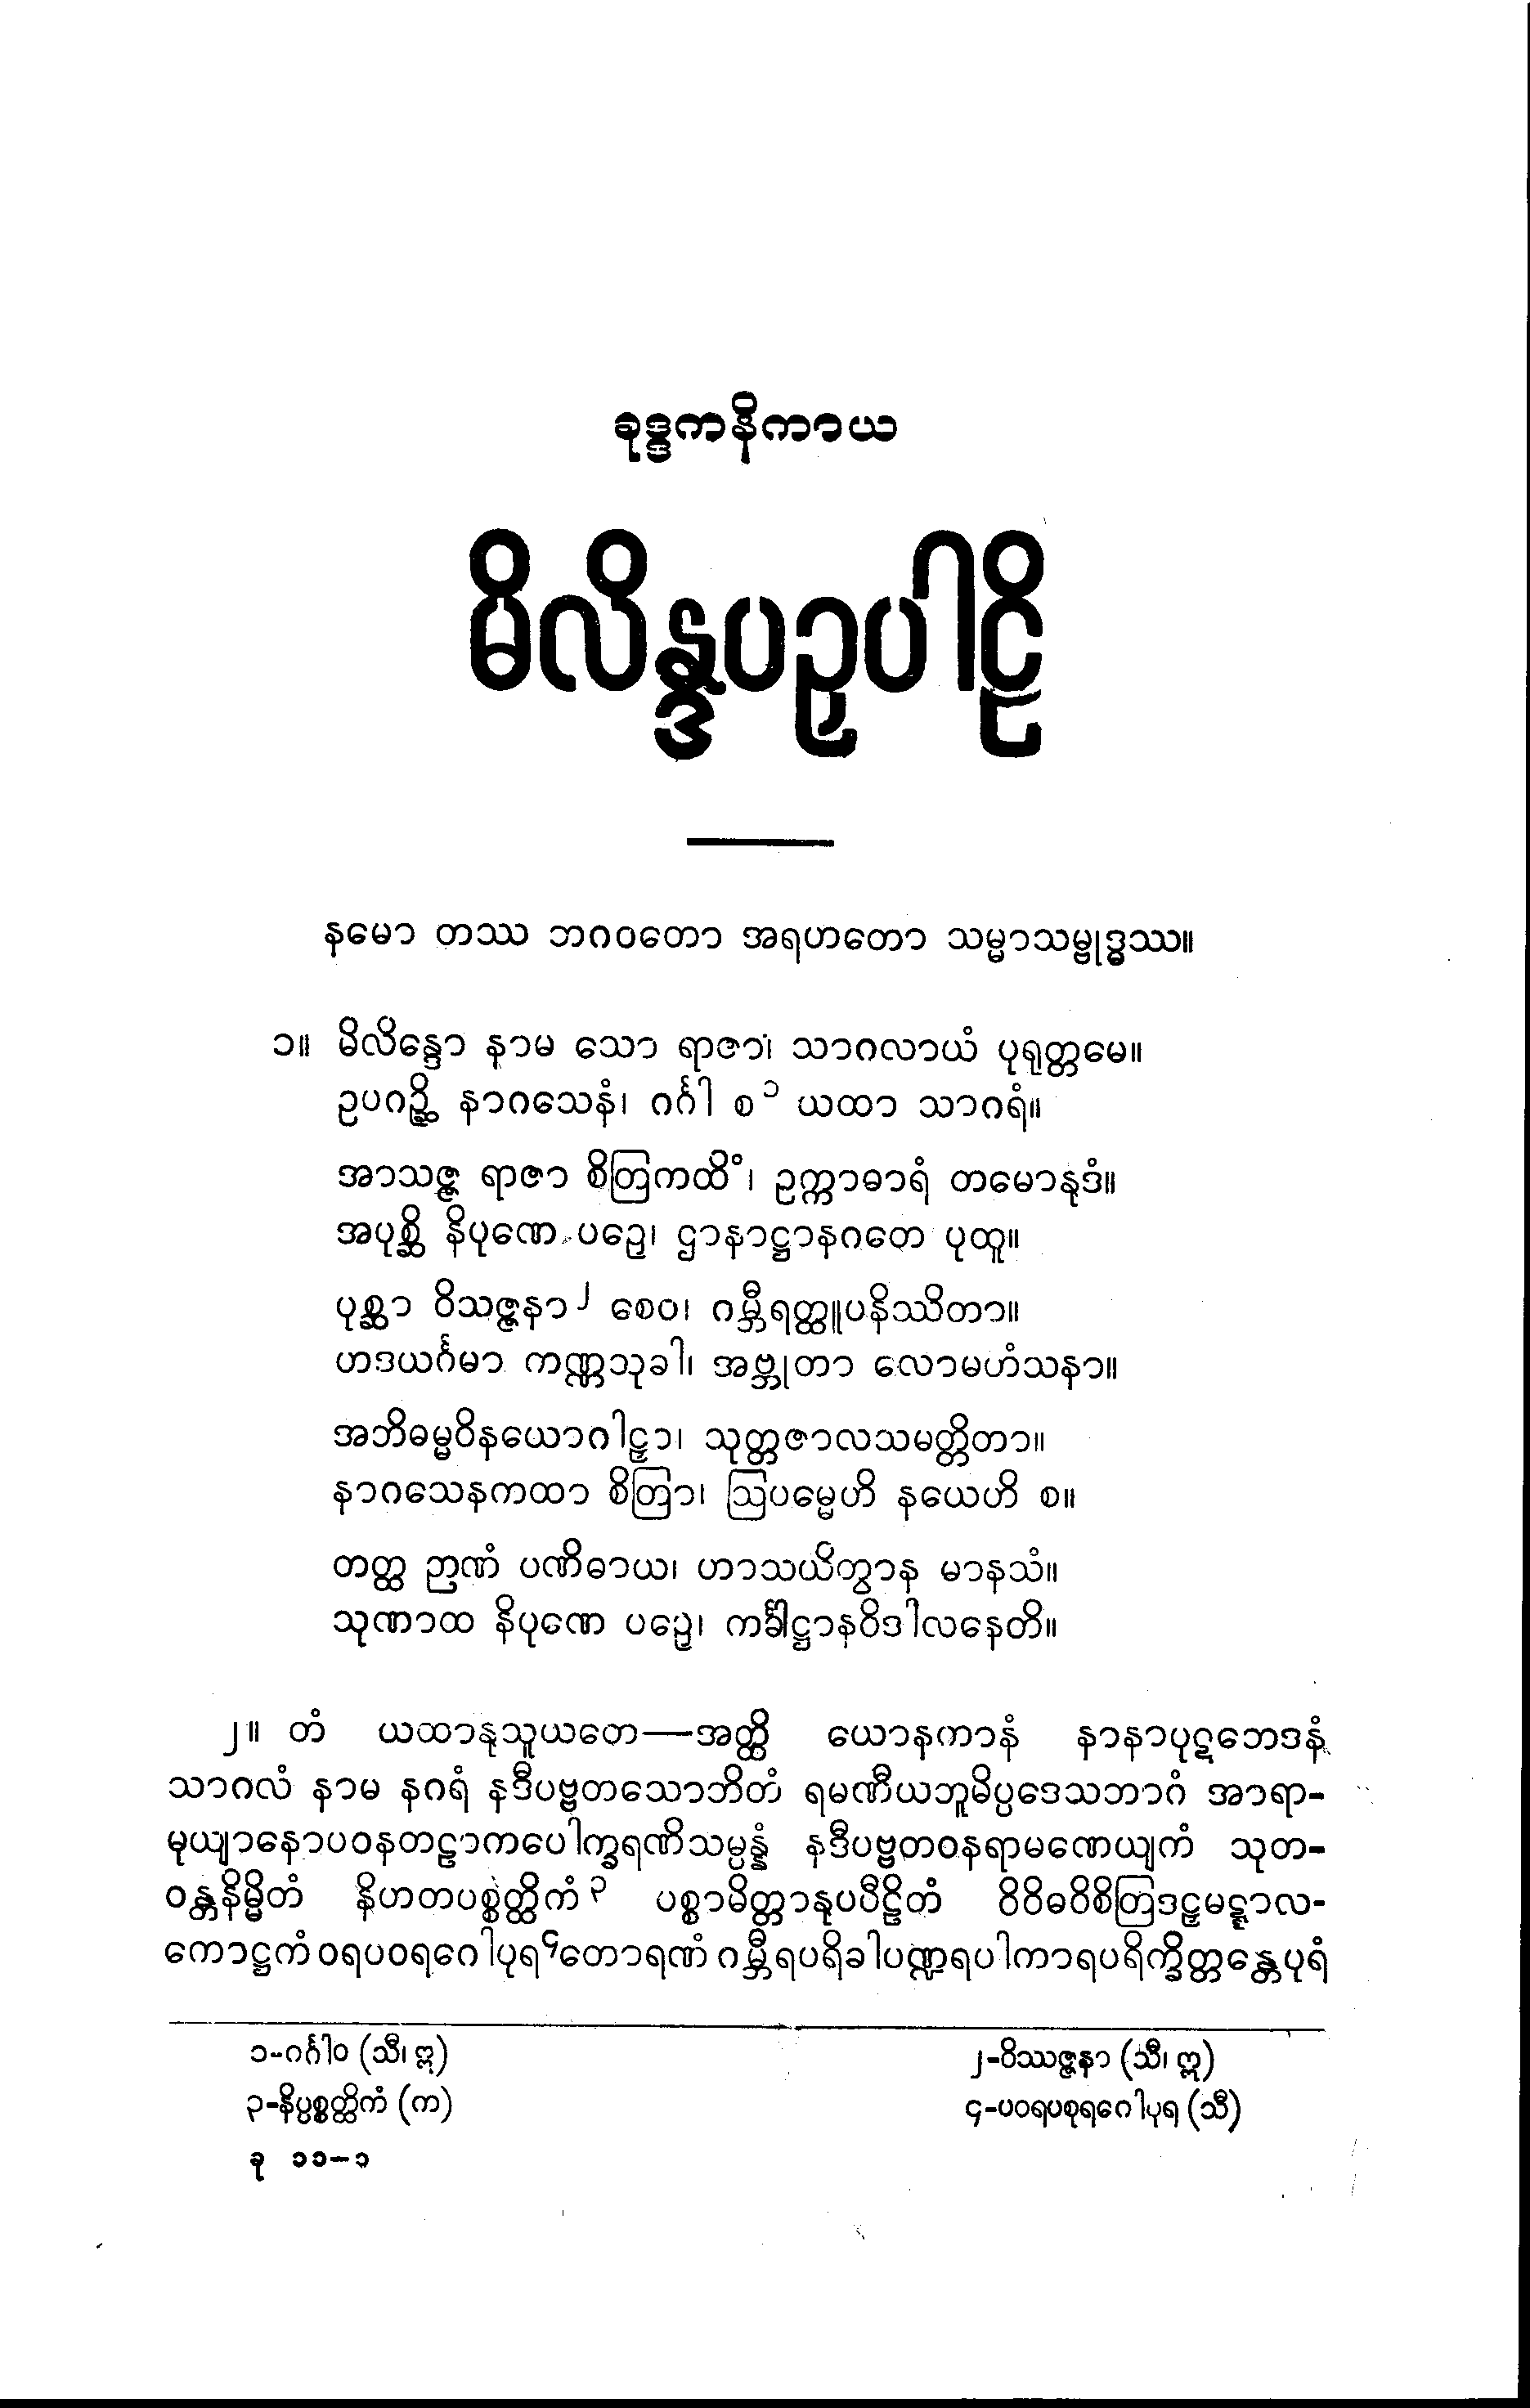 ခုဒ္ဒကနိကာယ
မိလိန္ဒပဉှပါဠိ
နမော တဿ ဘဂဝတော အရဟတော သမ္မာသမ္ဗုဒ္ဓဿ။
၁။ မိလိန္ဒော နာမ သော ရာဇာ၊ သာဂလာယံ ပုရုတ္တမေ။
ဥပဂဉ္ဆိ နာဂသေနံ၊ ဂင်္ဂါ စ ၁ ယထာ သာဂရံ။
အာသဇ္ဇ ရာဇာ စိတြကထိံ၊ ဥက္ကာဓာရံ တမောနုဒံ။
အပုစ္ဆိ နိပုဏေ ပဉှေ၊ ဌာနာဋ္ဌာနဂတေ ပုထူ။
ပုစ္ဆာ ဝိသဇ္ဇနာ ၂ စေဝ၊ ဂမ္ဘီရတ္ထူပနိဿိတာ။
ဟဒယင်္ဂမာ ကဏ္ဏသုခါ၊ အဗ္ဘုတာ လောမဟံသနာ။
အဘိဓမ္မဝိနယောဂါဠှာ၊ သုတ္တဇာလသမတ္တိတာ။
နာဂသေနကထာ စိတြာ၊ ဩပမ္မေဟိ နယေဟိ စ။
တတ္ထ ဉာဏံ ပဏိဓာယ၊ ဟာသယိတွာန မာနသံ။
သုဏာထ နိပုဏေ ပဉှေ၊ ကင်္ခါဋ္ဌာနဝိဒါလနေတိ။
၂။ တံ ယထာနုသူယတေ—အတ္ထိ ယောနကာနံ နာနာပုဋဘေဒနံ
သာဂလံ နာမ နဂရံ နဒီပဗ္ဗတသောဘိတံ ရမဏီယဘူမိပ္ပဒေသဘာဂံ အာရာ-
မုယျာနောပဝနတဠာကပေါက္ခရဏိသမ္ပန္နံ နဒီပဗ္ဗတဝနရာမဏေယျကံ သုတ-
ဝန္တနိမ္မိတံ နိဟတပစ္စတ္ထိကံ ၃ ပစ္စာမိတ္တာနုပပီဠိတံ ဝိဝိဓဝိစိတြဒဠှမဋ္ဋာလ-
ကောဋ္ဌကံ ဝရပဝရဂေါပုရ ၄ တောရဏံ ဂမ္ဘီရပရိခါပဏ္ဍရပါကာရပရိက္ခိတ္တန္တေပုရံ
၁-ဂင်္ဂါဝ (သီ၊ ဣ) ၂-ဝိဿဇ္ဇနာ (သီ၊ ဣ)
၃-နိပ္ပစ္စတ္ထိကံ (က) ၄-ပဝရပစုရဂေါပုရ (သီ)
ခု ၁၁-၁